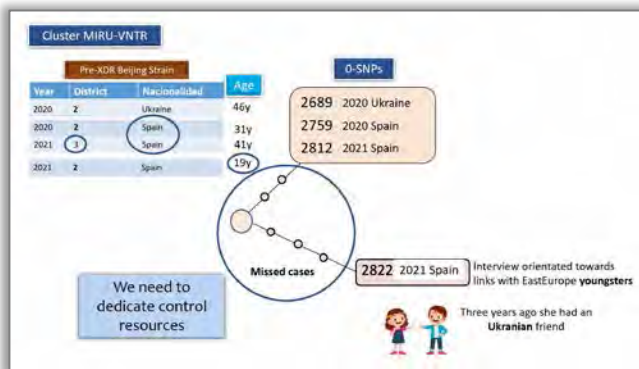 Cluster MIRU-VNTR
Pre-XDR Beijing Strain
Year District Nacionalidad Age
2020 2 Ukraine 46y
2020 2 Spain 31y
2021 3 Spain 41y
2021 2 Spain 19y
0-SNPs
2689 2020 Ukraine
2759 2020 Spain
2812 2021 Spain
Missed cases
2822 2021 Spain
Interview orientated towards
links with EastEurope youngsters
We need to
dedicate control
resources
Three years ago she had an
Ukranian friend